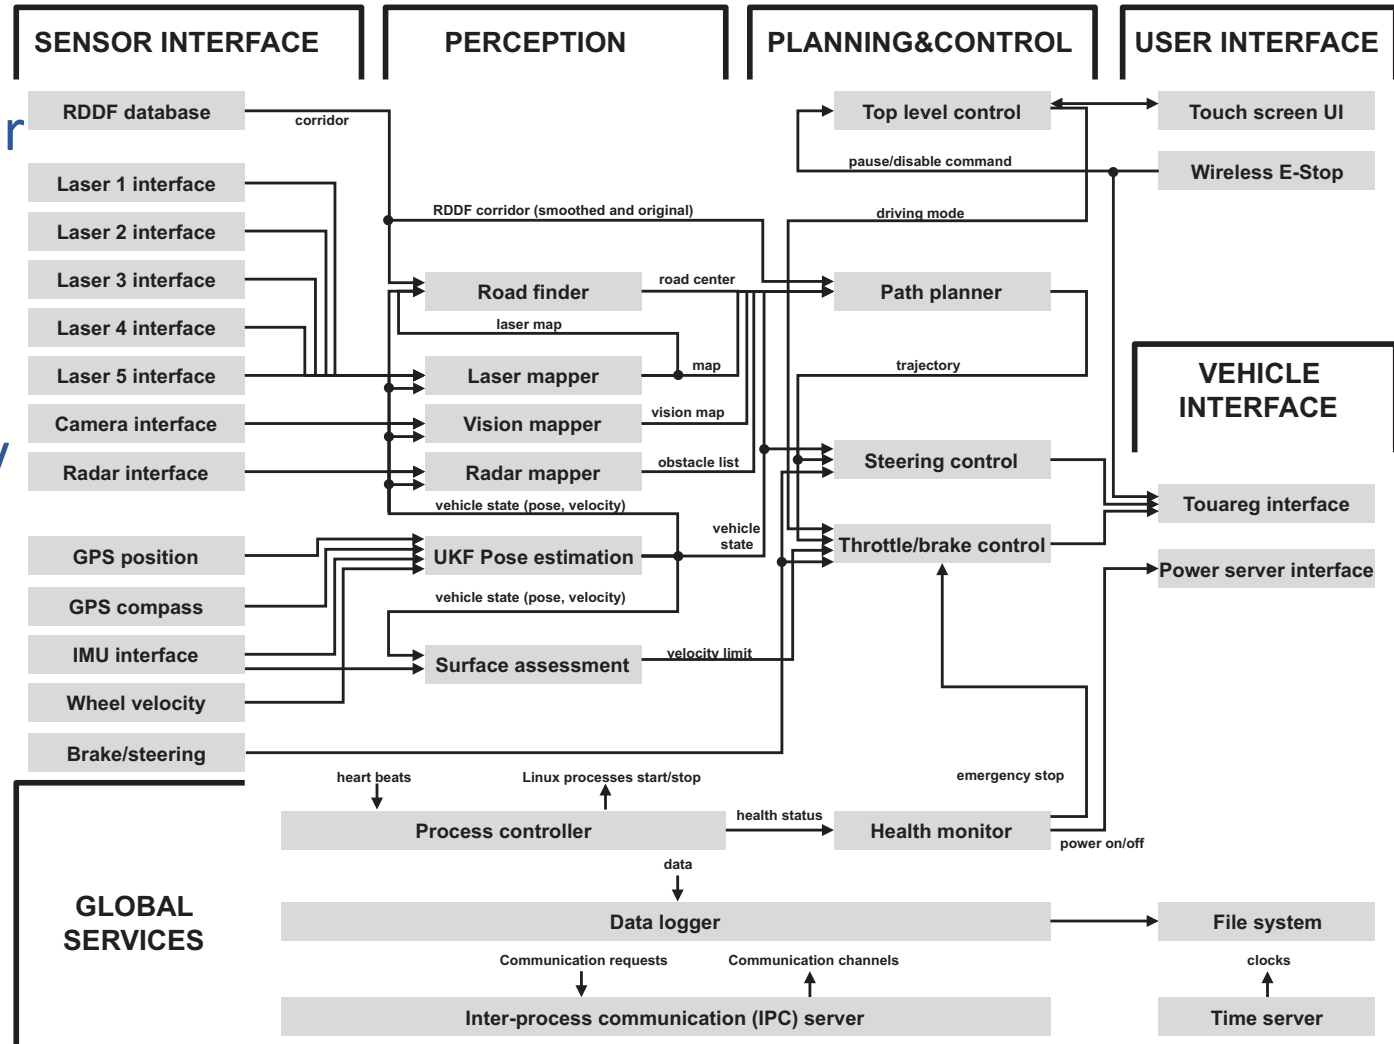 SENSOR INTERFACE
PERCEPTION
PLANNING&CONTROL
USER INTERFACE
RDDF database
corridor
Top level control
Touch screen UI
r
pause/disable command
Wireless E-Stop
Laser 1 interface
RDDF corridor (smoothed and original)
driving mode
Laser 2 interface
Laser 3 interface
road center
Road finder
Path planner
Laser 4 interface
laser map
Laser 5 interface
Laser mapper
map
trajectory
VEHICLE
INTERFACE
Camera interface
Vision mapper
vision map
y
Radar interface
Radar mapper
obstacle list
Steering control
vehicle state (pose, velocity)
Touareg interface
vehicle
state
GPS position
UKF Pose estimation
Throttle/brake control
Power server interface
vehicle state (pose, velocity)
GPS compass
IMU interface
Surface assessment
velocity limit
Wheel velocity
Brake/steering
heart beats
Linux processes start/stop
emergency stop
Process controller
health status
Health monitor
power on/off
data
GLOBAL
SERVICES
Data logger
File system
Communication requests
Communication channels
clocks
Inter-process communication (IPC) server
Time server